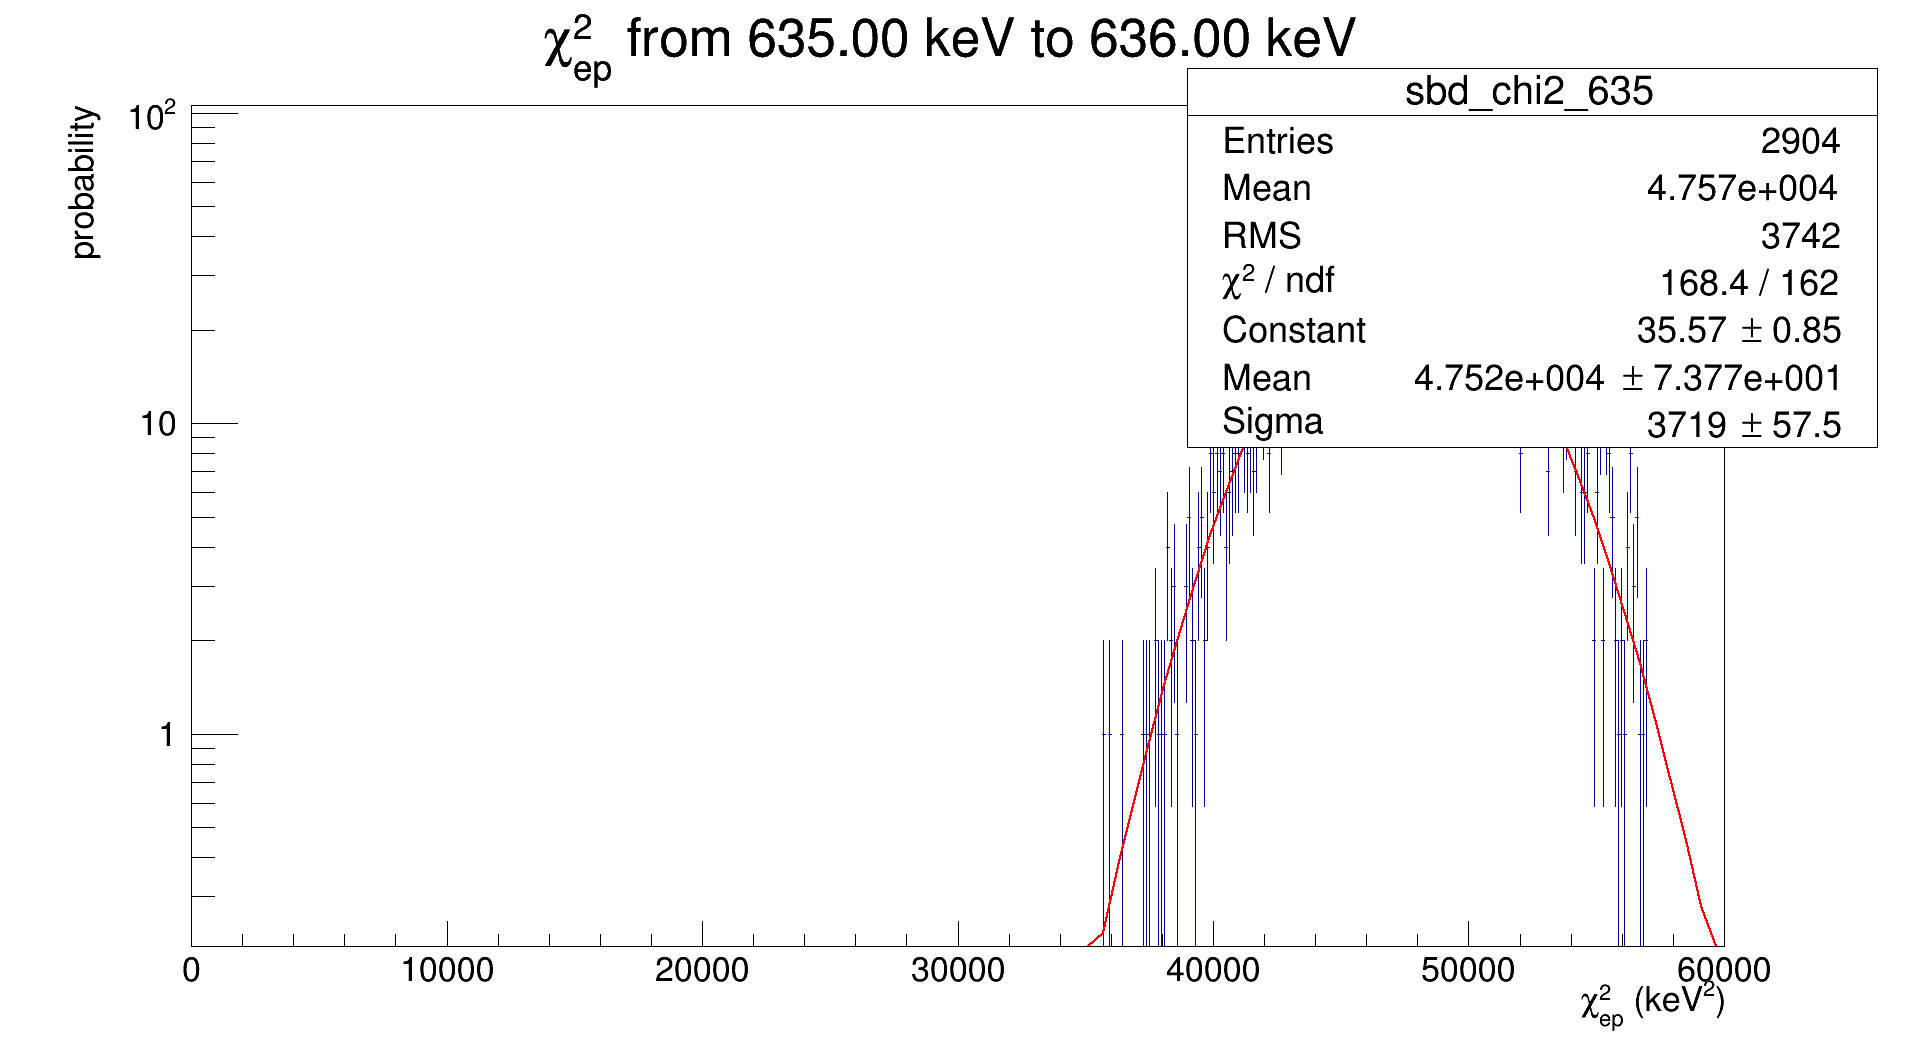 χ²ep from 635.00 keV to 636.00 keV
sbd_chi2_635
Entries 2904
Mean 4.757e+004
RMS 3742
χ² / ndf 168.4 / 162
Constant 35.57 ± 0.85
Mean 4.752e+004 ± 7.377e+001
Sigma 3719 ± 57.5
probability
10²
10
1
0 10000 20000 30000 40000 50000 60000
χ²ep (keV²)